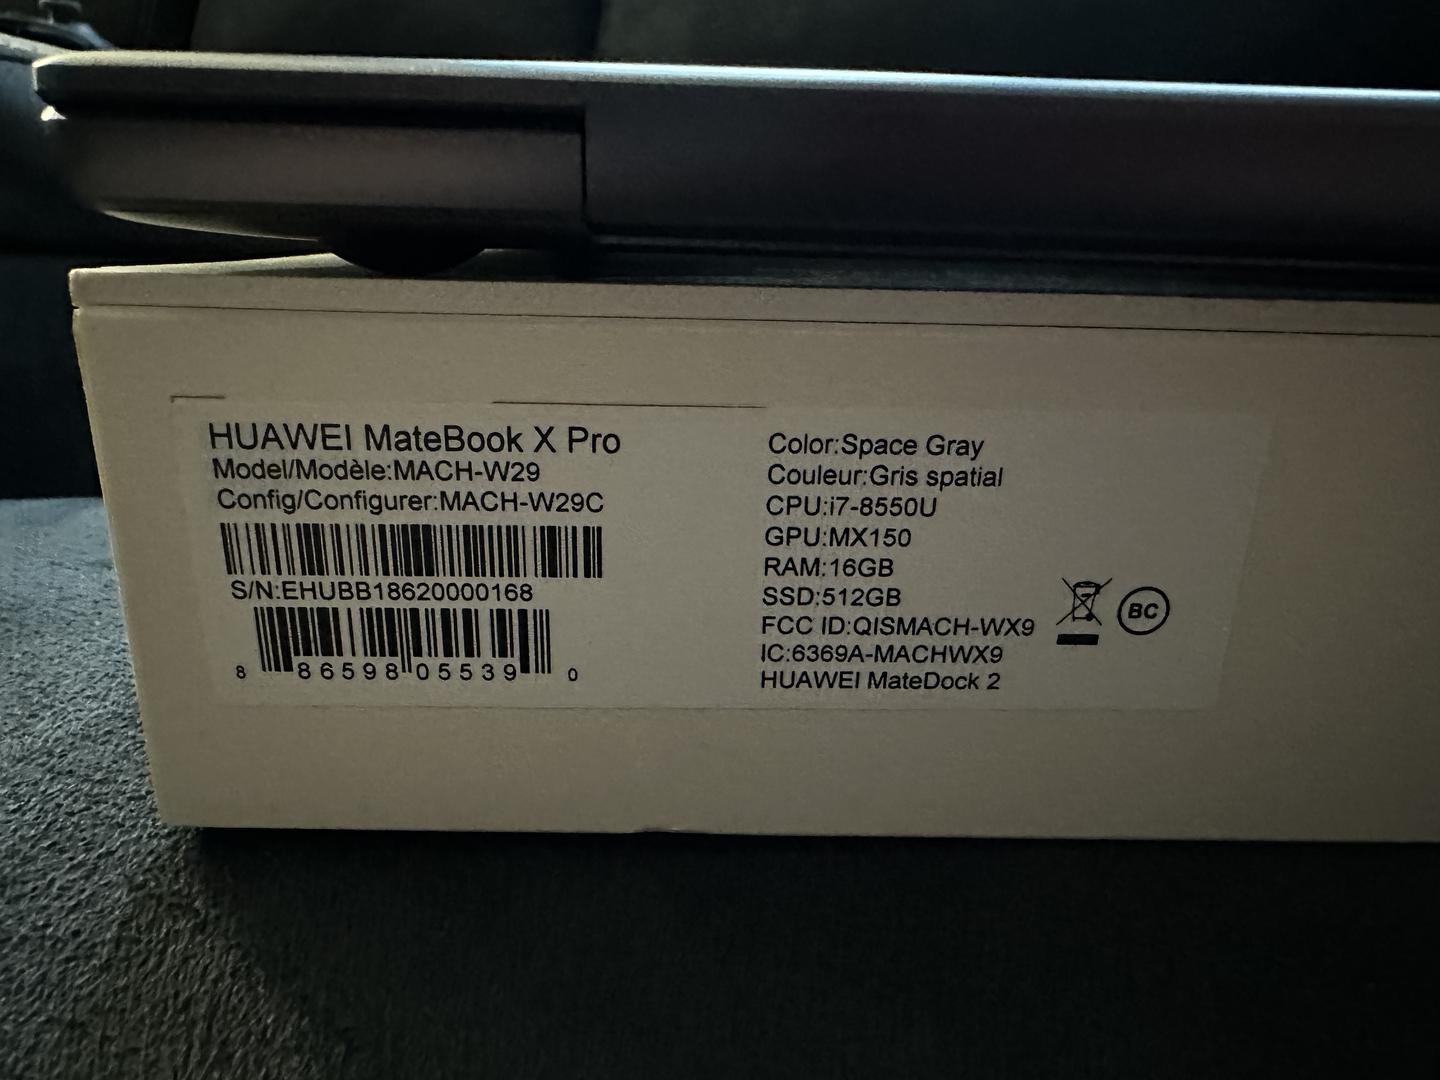 HUAWEI MateBook X Pro
Model/Modèle:MACH-W29
Config/Configurer:MACH-W29C
S/N:EHUBB18620000168
8 86598 05539 0
Color:Space Gray
Couleur:Gris spatial
CPU:i7-8550U
GPU:MX150
RAM:16GB
SSD:512GB
FCC ID:QISMACH-WX9
IC:6369A-MACHWX9
HUAWEI MateDock 2
BC